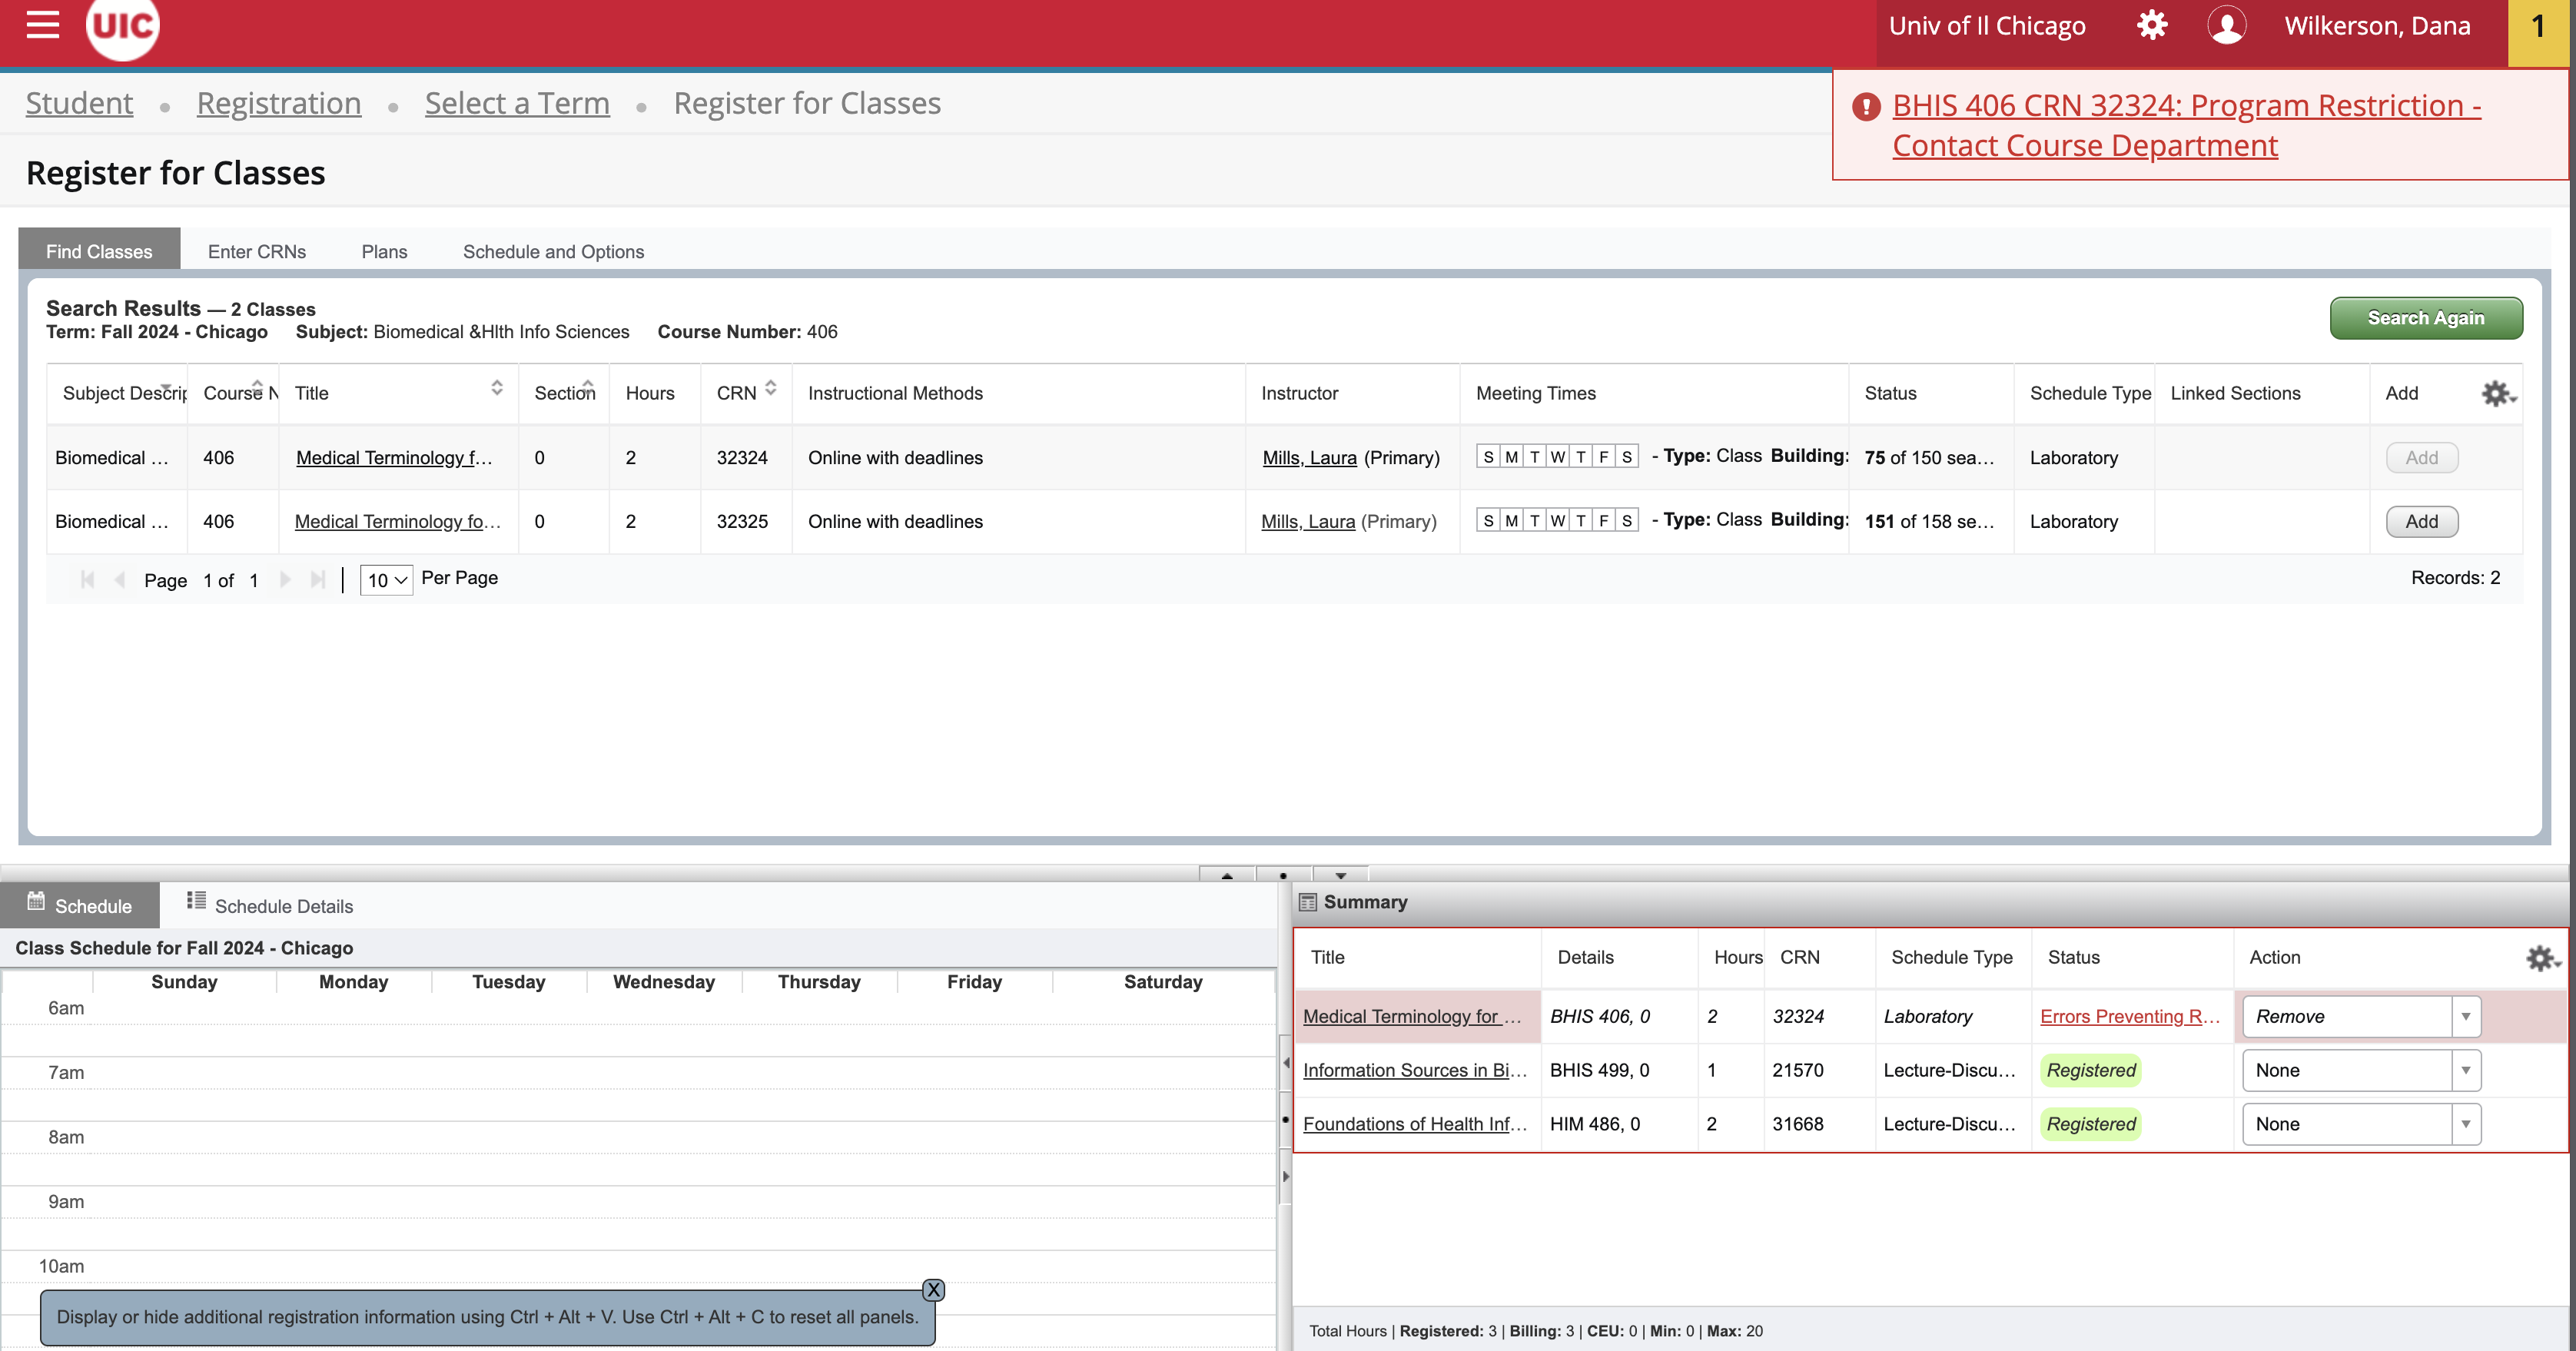 UIC
Univ of Il Chicago
Wilkerson, Dana
1
BHIS 406 CRN 32324: Program Restriction -
Contact Course Department
Student • Registration • Select a Term • Register for Classes
Register for Classes
Find Classes Enter CRNs Plans Schedule and Options
Search Results — 2 Classes
Term: Fall 2024 - Chicago Subject: Biomedical &Hlth Info Sciences Course Number: 406
Search Again
Subject Descrip Course N Title Section Hours CRN Instructional Methods Instructor Meeting Times Status Schedule Type Linked Sections Add
Biomedical ... 406 Medical Terminology f... 0 2 32324 Online with deadlines Mills, Laura (Primary) S M T W T F S - Type: Class Building: 75 of 150 sea... Laboratory Add
Biomedical ... 406 Medical Terminology fo... 0 2 32325 Online with deadlines Mills, Laura (Primary) S M T W T F S - Type: Class Building: 151 of 158 se... Laboratory Add
Page 1 of 1 | 10 Per Page Records: 2
Schedule Schedule Details
Class Schedule for Fall 2024 - Chicago
Sunday Monday Tuesday Wednesday Thursday Friday Saturday
6am
7am
8am
9am
10am
X
Display or hide additional registration information using Ctrl + Alt + V. Use Ctrl + Alt + C to reset all panels.
Summary
Title Details Hours CRN Schedule Type Status Action
Medical Terminology for ... BHIS 406, 0 2 32324 Laboratory Errors Preventing R... Remove
Information Sources in Bi... BHIS 499, 0 1 21570 Lecture-Discu... Registered None
Foundations of Health Inf... HIM 486, 0 2 31668 Lecture-Discu... Registered None
Total Hours | Registered: 3 | Billing: 3 | CEU: 0 | Min: 0 | Max: 20